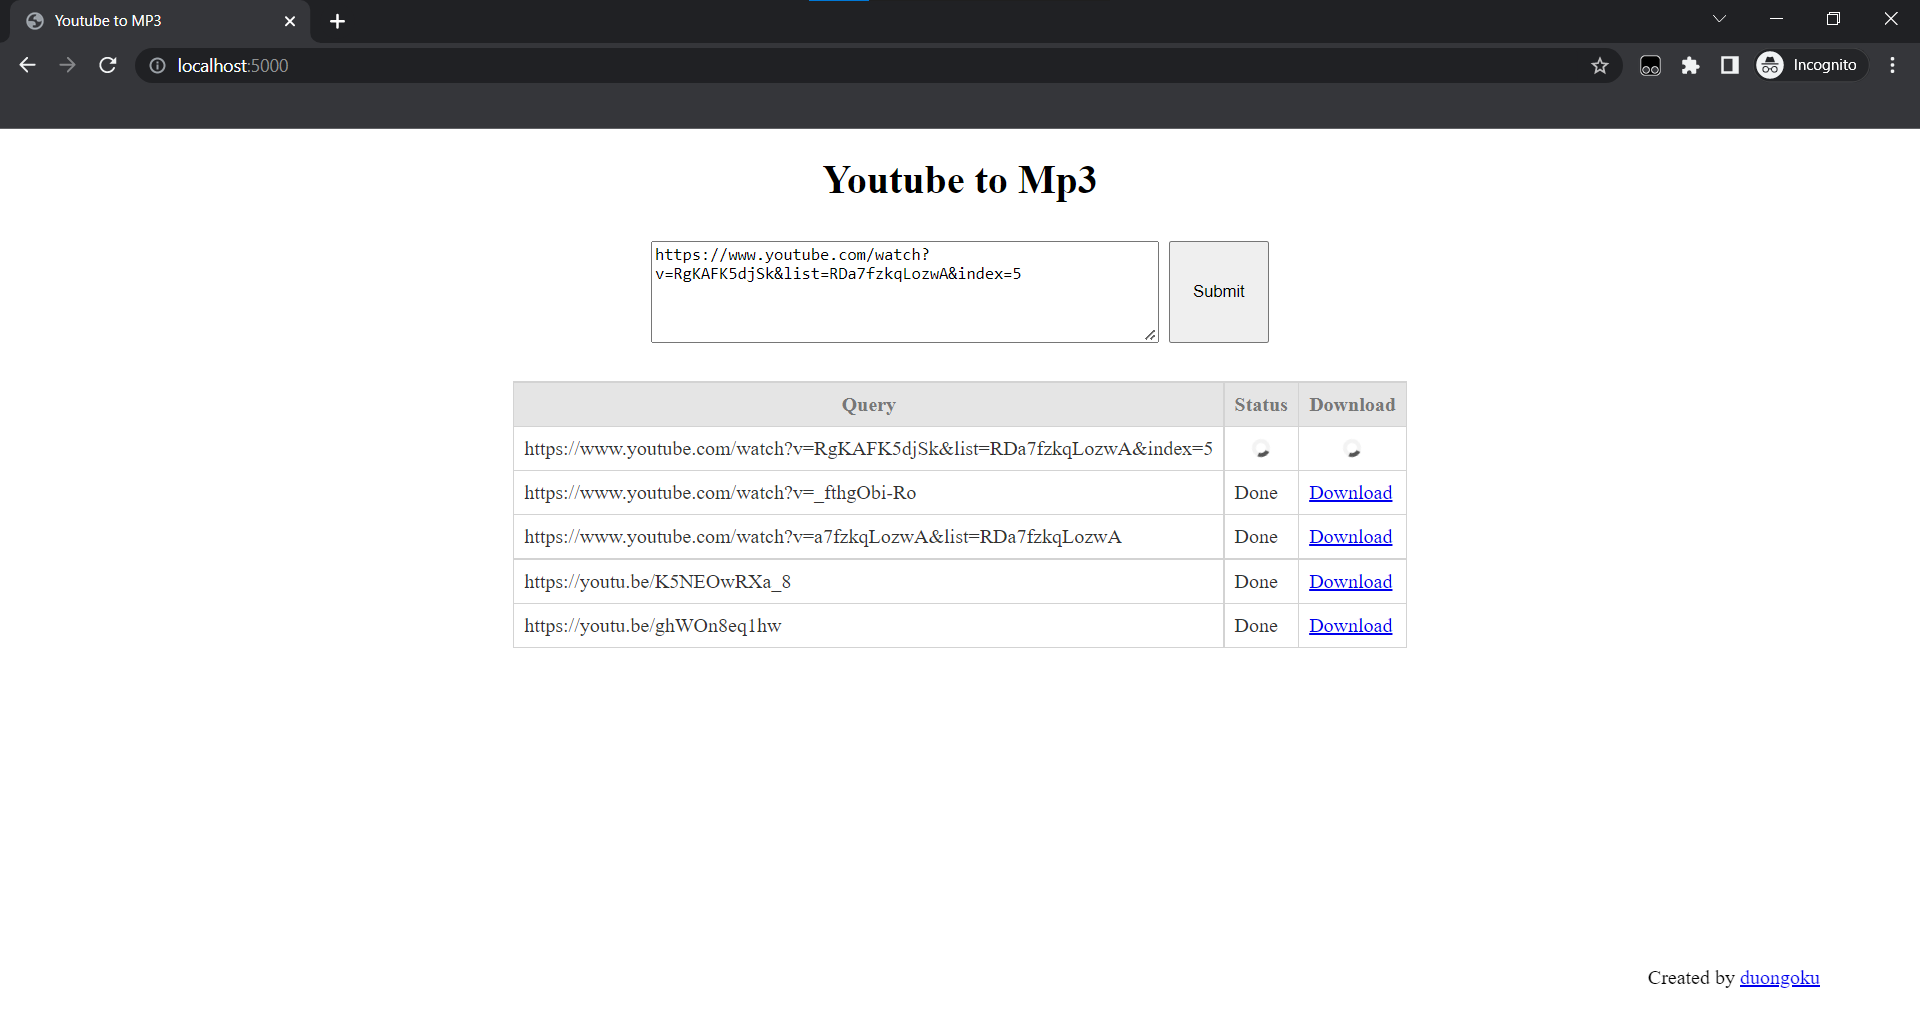 Youtube to MP3
localhost:5000
Incognito
Youtube to Mp3
https://www.youtube.com/watch?
v=RgKAFK5djSk&list=RDa7fzkqLozwA&index=5
Submit
Query Status Download
https://www.youtube.com/watch?v=RgKAFK5djSk&list=RDa7fzkqLozwA&index=5
https://www.youtube.com/watch?v=_fthgObi-Ro Done Download
https://www.youtube.com/watch?v=a7fzkqLozwA&list=RDa7fzkqLozwA Done Download
https://youtu.be/K5NEOwRXa_8 Done Download
https://youtu.be/ghWOn8eq1hw Done Download
Created by duongoku